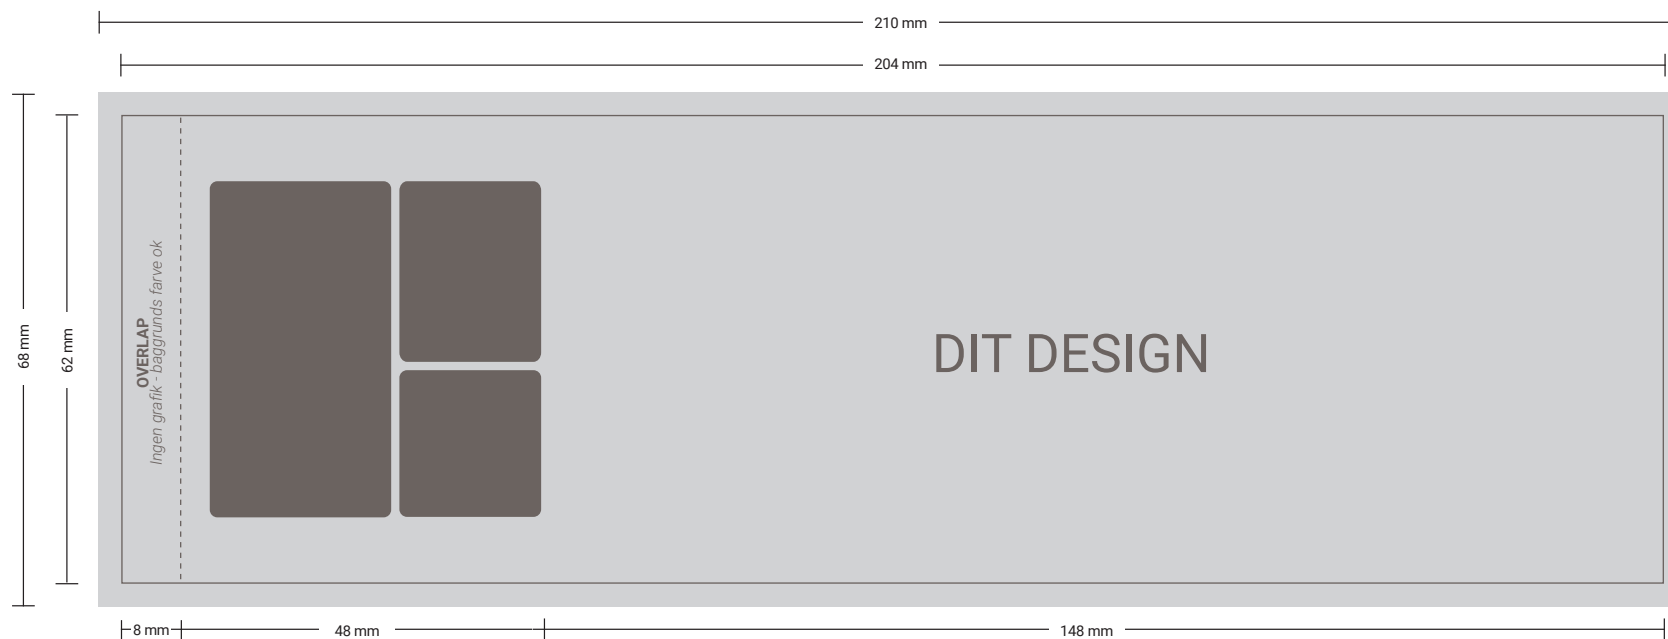 210 mm
204 mm
68 mm
62 mm
OVERLAP
Ingen grafik - baggrunds farve ok
DIT DESIGN
8 mm
48 mm
148 mm